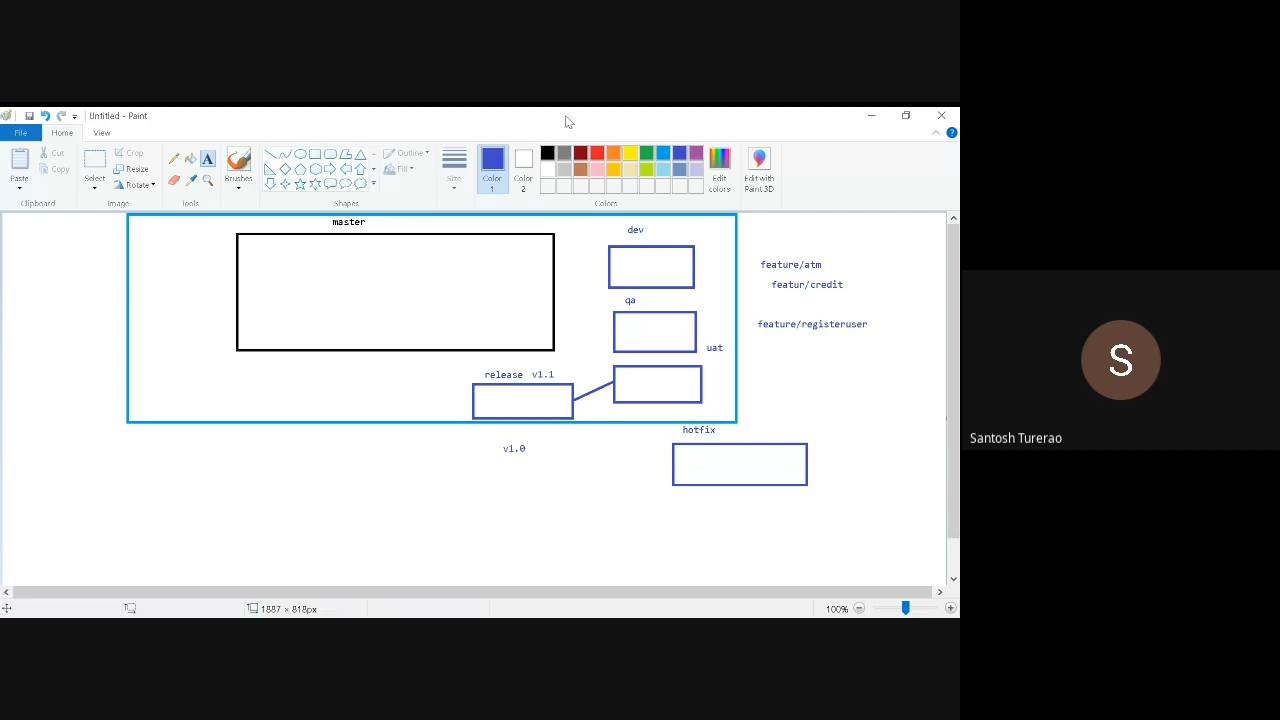 Untitled - Paint
File
Home
View
Paste
Cut
Copy
Clipboard
Select
Crop
Resize
Rotate
Image
A
Tools
Brushes
Shapes
Outline
Fill
Size
Color
1
Color
2
Edit
colors
Colors
Edit with
Paint 3D
master
dev
qa
uat
release v1.1
v1.0
hotfix
feature/atm
featur/credit
feature/registeruser
1887 × 818px
100%
S
Santosh Turerao